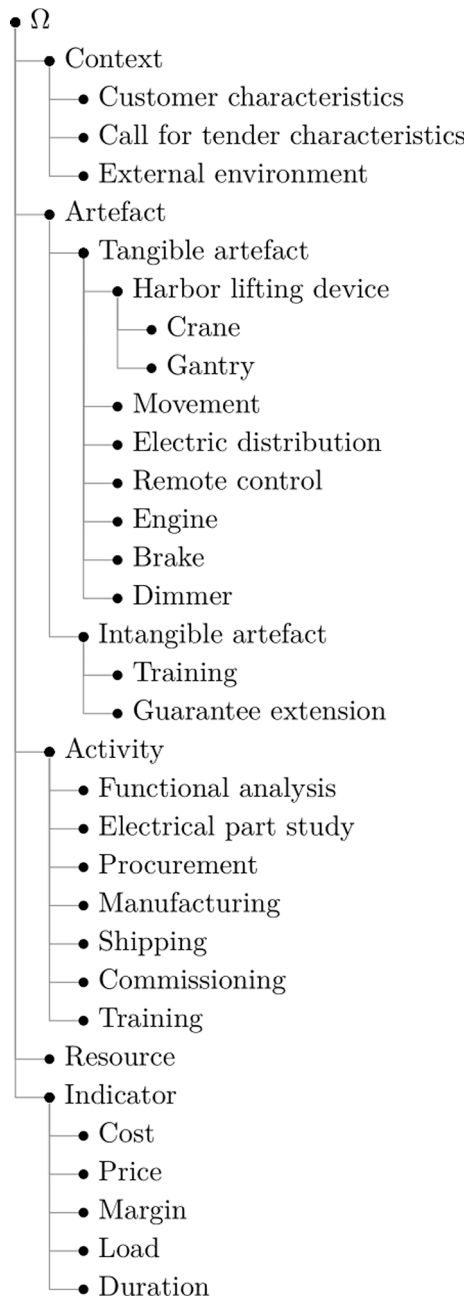 Ω
Context
Customer characteristics
Call for tender characteristics
External environment
Artefact
Tangible artefact
Harbor lifting device
Crane
Gantry
Movement
Electric distribution
Remote control
Engine
Brake
Dimmer
Intangible artefact
Training
Guarantee extension
Activity
Functional analysis
Electrical part study
Procurement
Manufacturing
Shipping
Commissioning
Training
Resource
Indicator
Cost
Price
Margin
Load
Duration